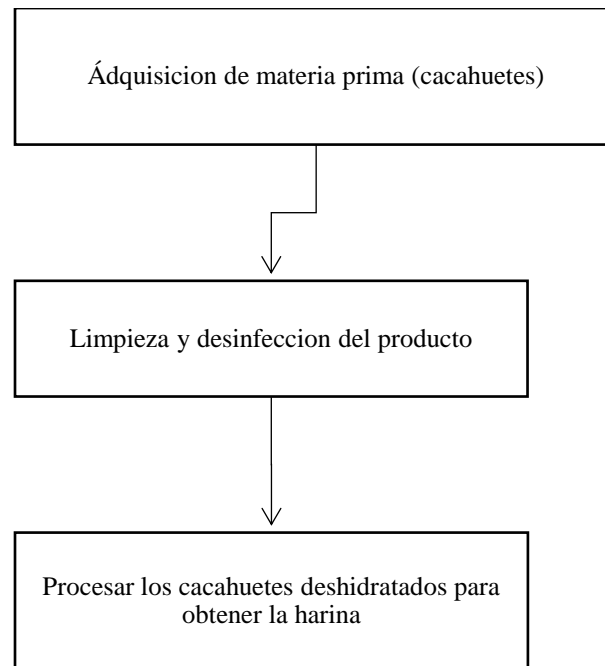 Ádquisicion de materia prima (cacahuetes)
Limpieza y desinfeccion del producto
Procesar los cacahuetes deshidratados para
obtener la harina